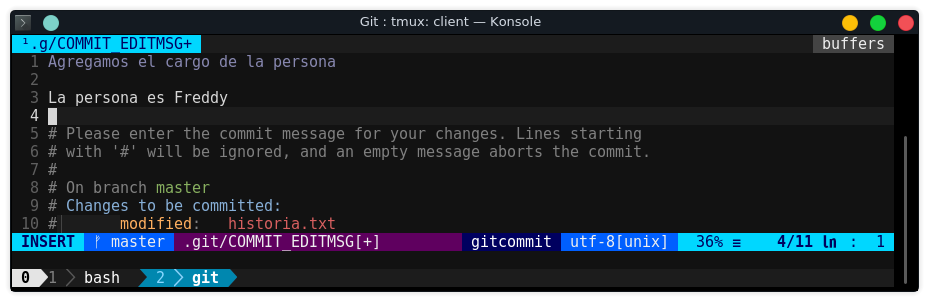 Git : tmux: client — Konsole
¹.g/COMMIT_EDITMSG+ buffers
1 Agregamos el cargo de la persona
2
3 La persona es Freddy
4
5 # Please enter the commit message for your changes. Lines starting
6 # with '#' will be ignored, and an empty message aborts the commit.
7 #
8 # On branch master
9 # Changes to be committed:
10 # modified: historia.txt
INSERT ᚠ master .git/COMMIT_EDITMSG[+] gitcommit utf-8[unix] 36% ≡ 4/11 ln : 1
0 1 bash 2 git